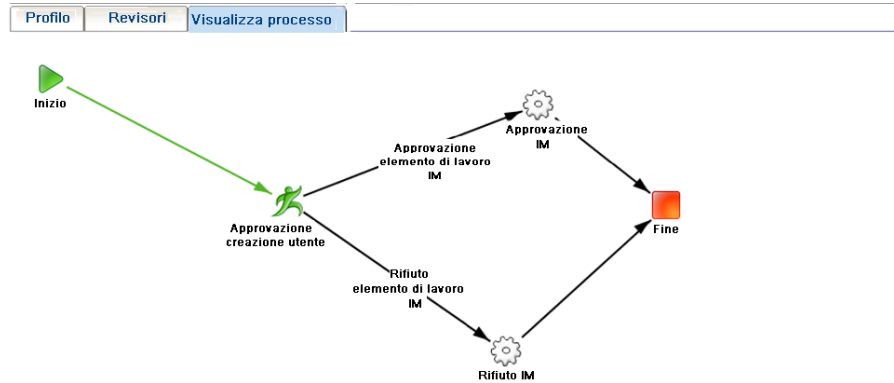 Profilo
Revisori
Visualizza processo
Inizio
Approvazione
IM
Approvazione
elemento di lavoro
IM
Approvazione
creazione utente
Fine
Rifiuto
elemento di lavoro
IM
Rifiuto IM